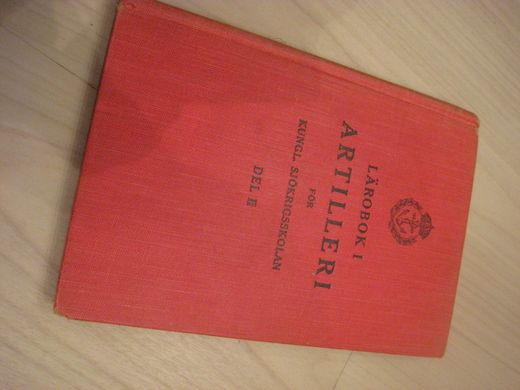 LÄROBOK I
ARTILLERI
FÖR
KUNGL. SJÖKRIGSSKOLAN
DEL II